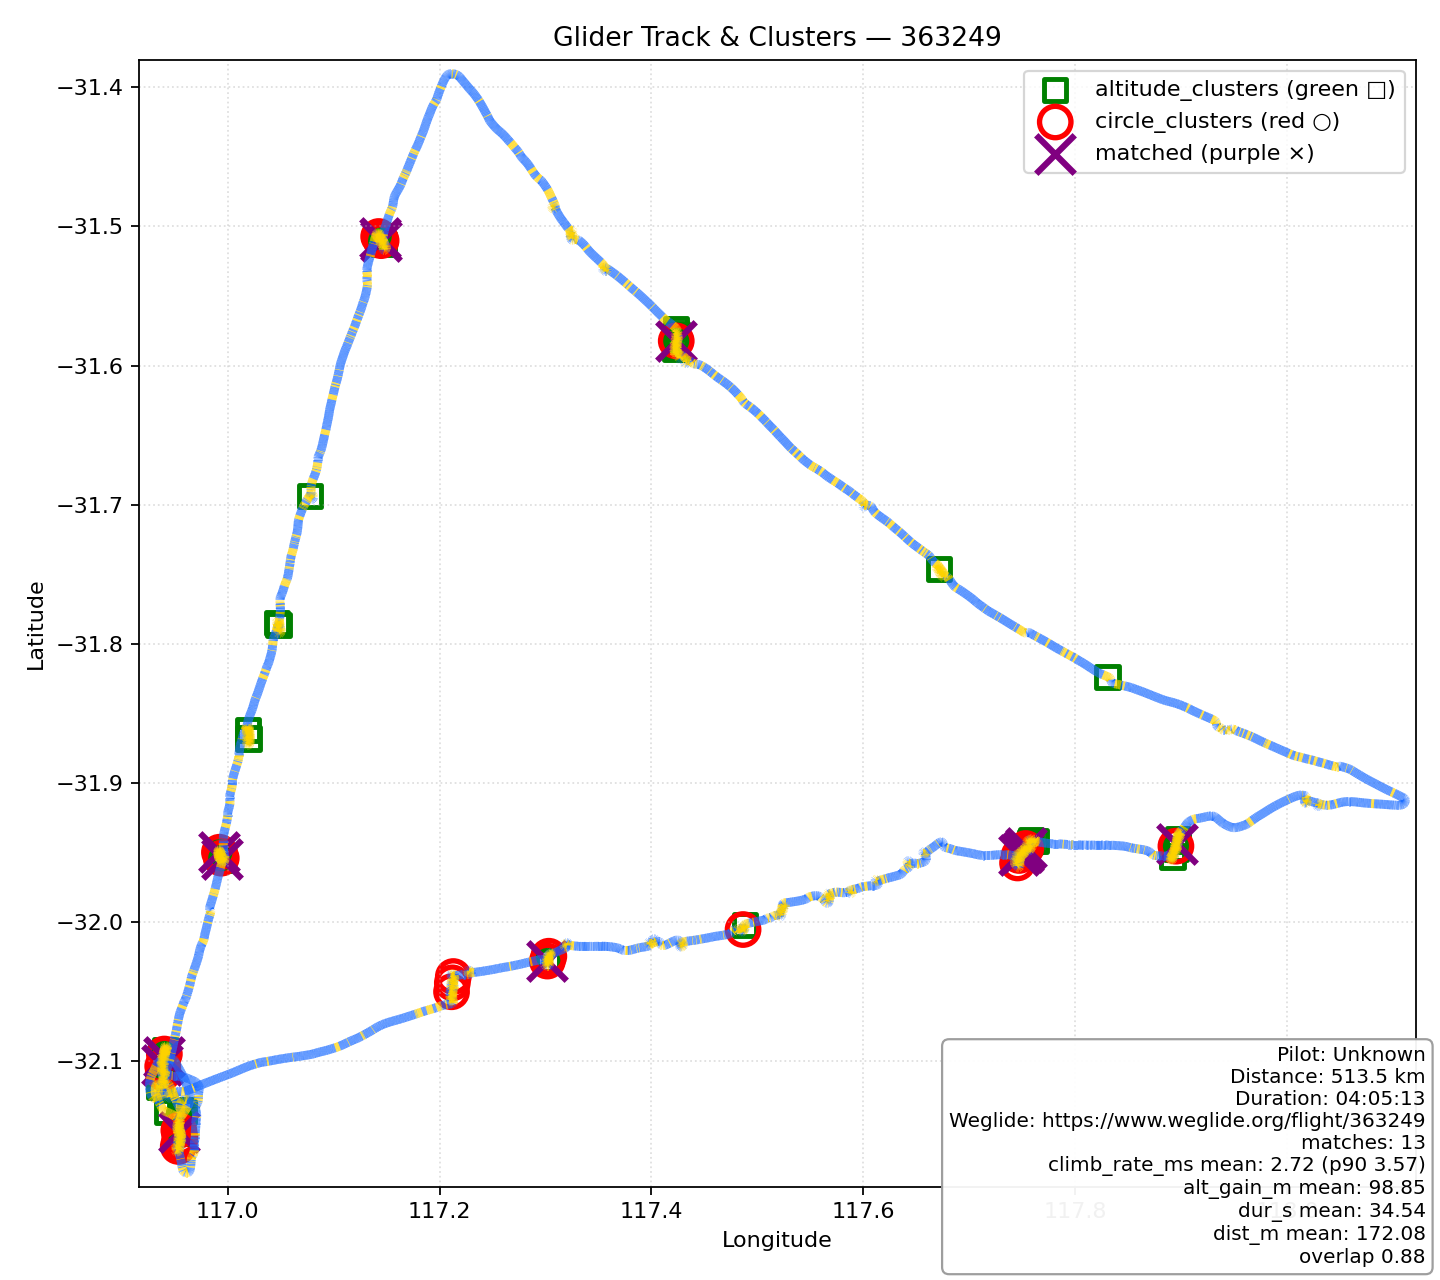 Glider Track & Clusters — 363249
altitude_clusters (green □)
circle_clusters (red ○)
matched (purple ×)
−31.4
−31.5
−31.6
−31.7
−31.8
−31.9
−32.0
−32.1
Latitude
117.0
117.2
117.4
117.6
117.8
Longitude
Pilot: Unknown
Distance: 513.5 km
Duration: 04:05:13
Weglide: https://www.weglide.org/flight/363249
matches: 13
climb_rate_ms mean: 2.72 (p90 3.57)
alt_gain_m mean: 98.85
dur_s mean: 34.54
dist_m mean: 172.08
overlap 0.88